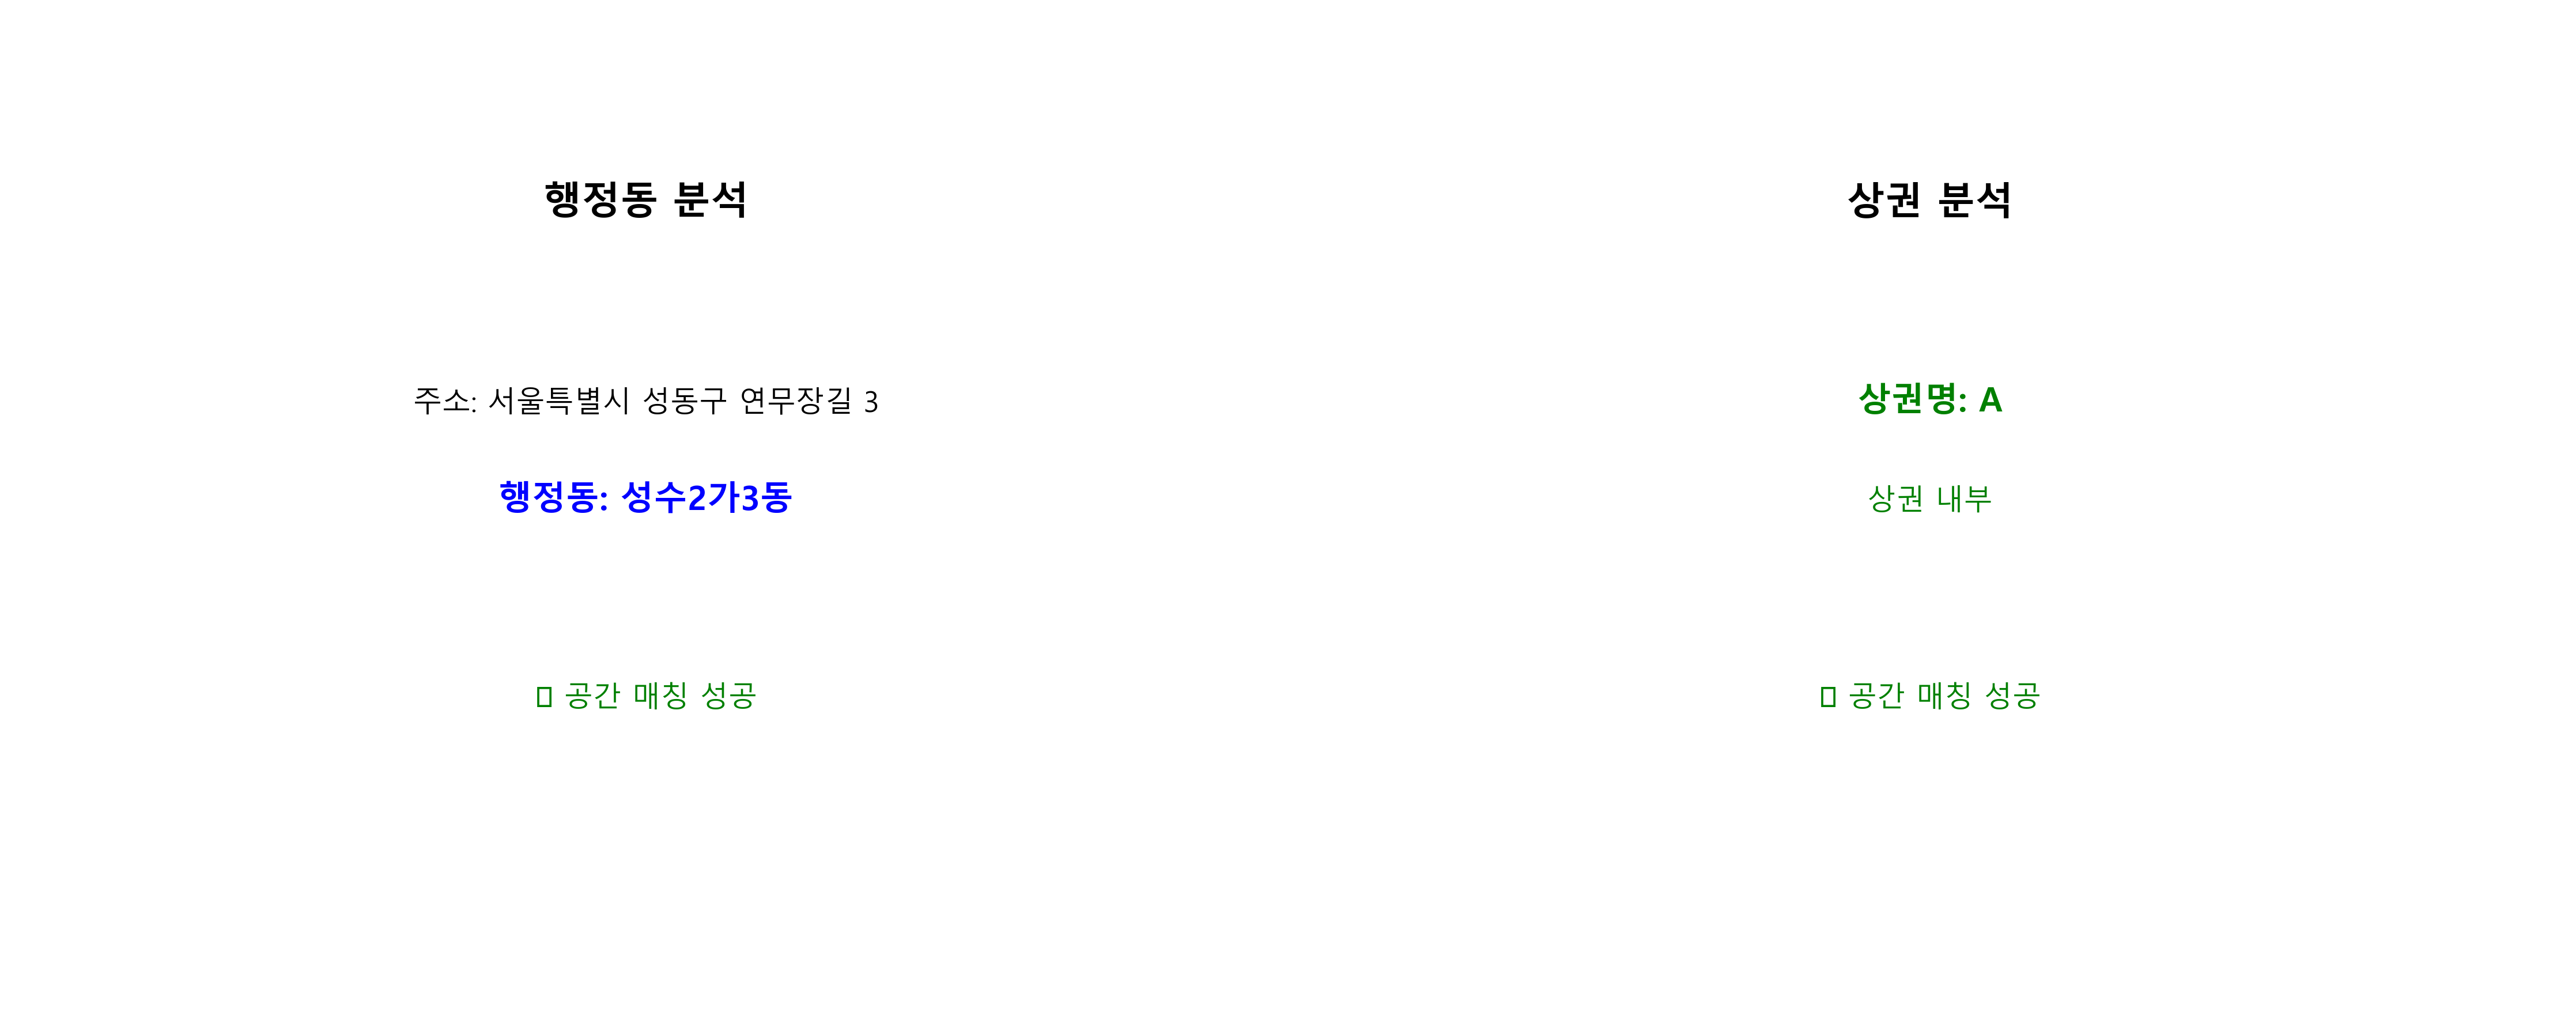 행정동 분석
주소: 서울특별시 성동구 연무장길 3
행정동: 성수2가3동
▯ 공간 매칭 성공
상권 분석
상권명: A
상권 내부
▯ 공간 매칭 성공